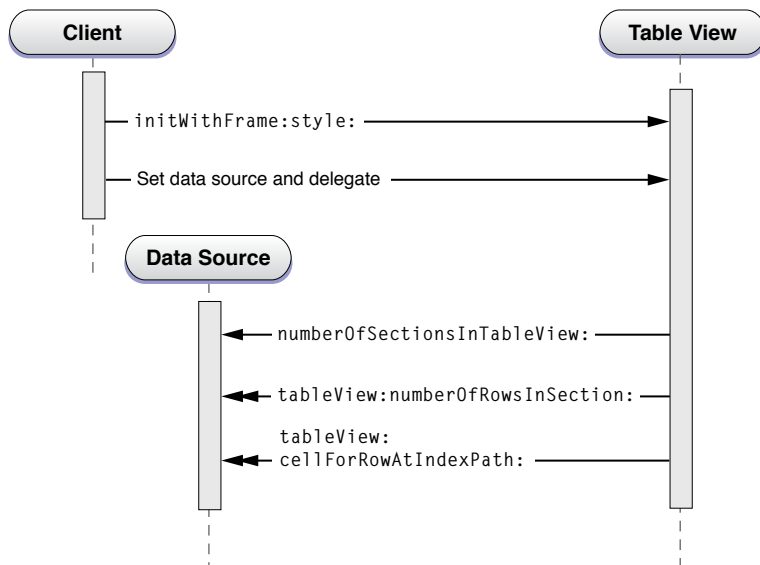 Client
Table View
initWithFrame:style:
Set data source and delegate
Data Source
numberOfSectionsInTableView:
tableView:numberOfRowsInSection:
tableView:
cellForRowAtIndexPath: